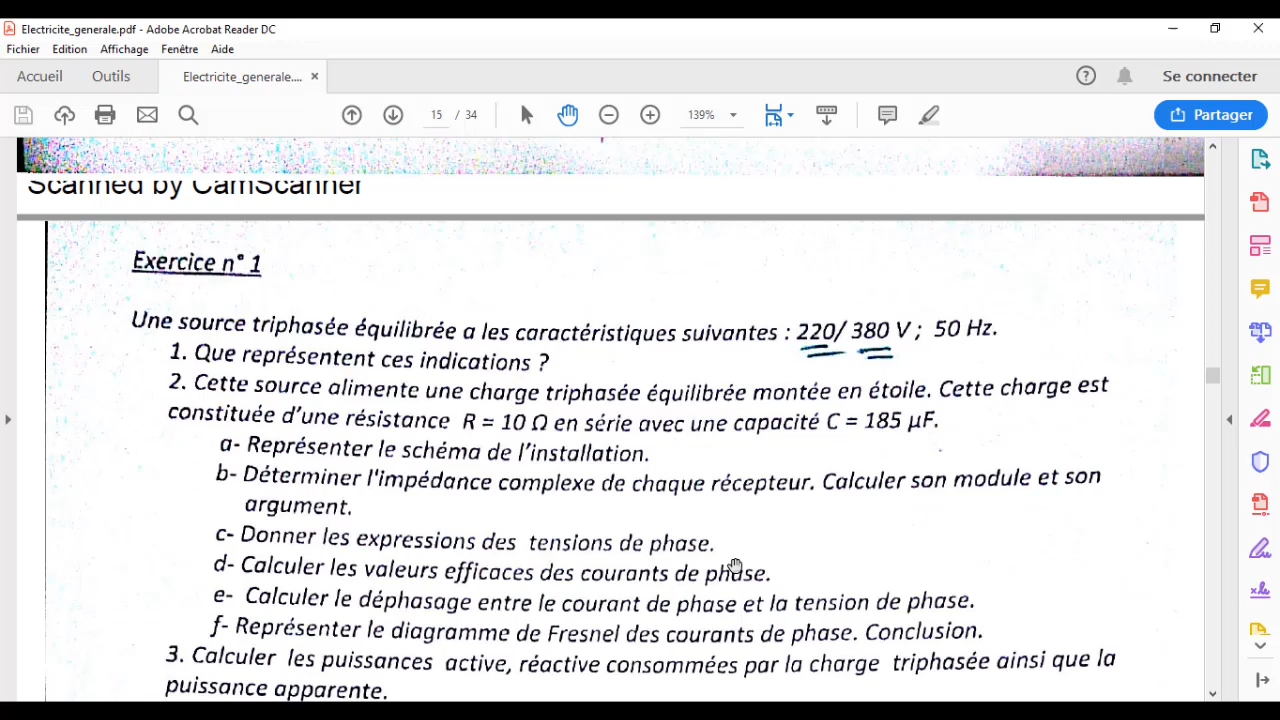 Electricite_generale.pdf - Adobe Acrobat Reader DC
Fichier Edition Affichage Fenêtre Aide
Accueil Outils Electricite_generale.... × Se connecter
15 / 34 139% Partager
Scanned by CamScanner
Exercice n° 1
Une source triphasée équilibrée a les caractéristiques suivantes : 220/ 380 V ; 50 Hz.
1. Que représentent ces indications ?
2. Cette source alimente une charge triphasée équilibrée montée en étoile. Cette charge est
constituée d'une résistance R = 10 Ω en série avec une capacité C = 185 μF.
a- Représenter le schéma de l'installation.
b- Déterminer l'impédance complexe de chaque récepteur. Calculer son module et son
argument.
c- Donner les expressions des tensions de phase.
d- Calculer les valeurs efficaces des courants de phase.
e- Calculer le déphasage entre le courant de phase et la tension de phase.
f- Représenter le diagramme de Fresnel des courants de phase. Conclusion.
3. Calculer les puissances active, réactive consommées par la charge triphasée ainsi que la
puissance apparente.